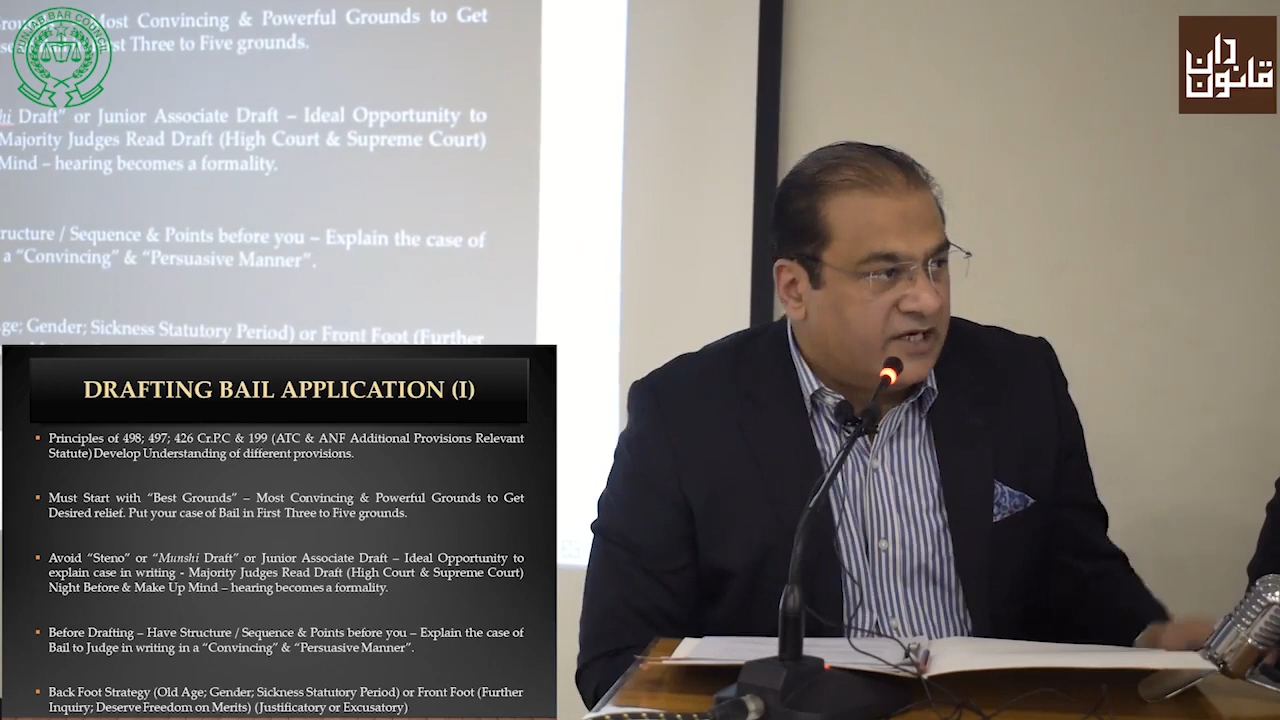 PUNJAB BAR COUNCIL
Most Convincing & Powerful Grounds to Get
First Three to Five grounds.
Draft" or Junior Associate Draft – Ideal Opportunity to
Majority Judges Read Draft (High Court & Supreme Court)
Mind – hearing becomes a formality.
Sequence & Points before you – Explain the case of
a "Convincing" & "Persuasive Manner".
Gender; Sickness Statutory Period) or Front Foot (Further
قانون دان
DRAFTING BAIL APPLICATION (I)
▪ Principles of 498; 497; 426 Cr.P.C & 199 (ATC & ANF Additional Provisions Relevant
Statute) Develop Understanding of different provisions.
▪ Must Start with "Best Grounds" – Most Convincing & Powerful Grounds to Get
Desired relief. Put your case of Bail in First Three to Five grounds.
▪ Avoid "Steno" or "Munshi Draft" or Junior Associate Draft – Ideal Opportunity to
explain case in writing - Majority Judges Read Draft (High Court & Supreme Court)
Night Before & Make Up Mind – hearing becomes a formality.
▪ Before Drafting – Have Structure / Sequence & Points before you – Explain the case of
Bail to Judge in writing in a "Convincing" & "Persuasive Manner".
▪ Back Foot Strategy (Old Age; Gender; Sickness Statutory Period) or Front Foot (Further
Inquiry; Deserve Freedom on Merits) (Justificatory or Excusatory)